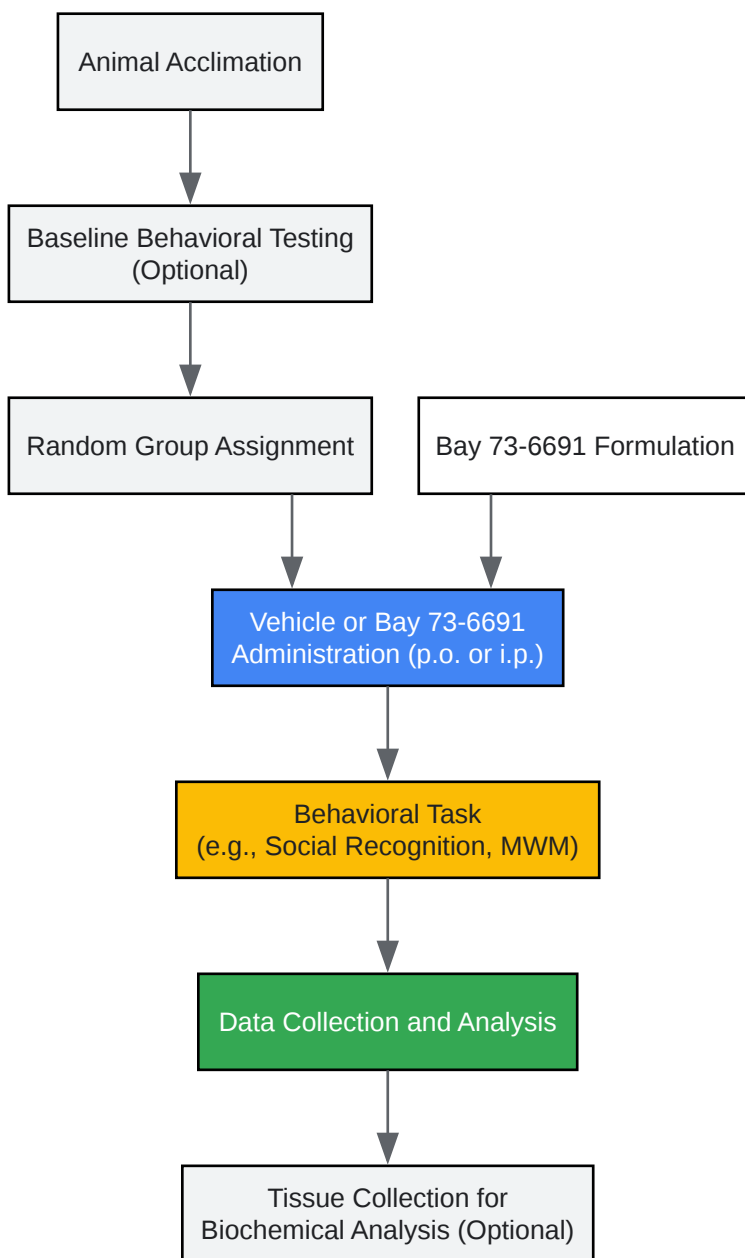 Animal Acclimation
Baseline Behavioral Testing
(Optional)
Random Group Assignment
Bay 73-6691 Formulation
Vehicle or Bay 73-6691
Administration (p.o. or i.p.)
Behavioral Task
(e.g., Social Recognition, MWM)
Data Collection and Analysis
Tissue Collection for
Biochemical Analysis (Optional)